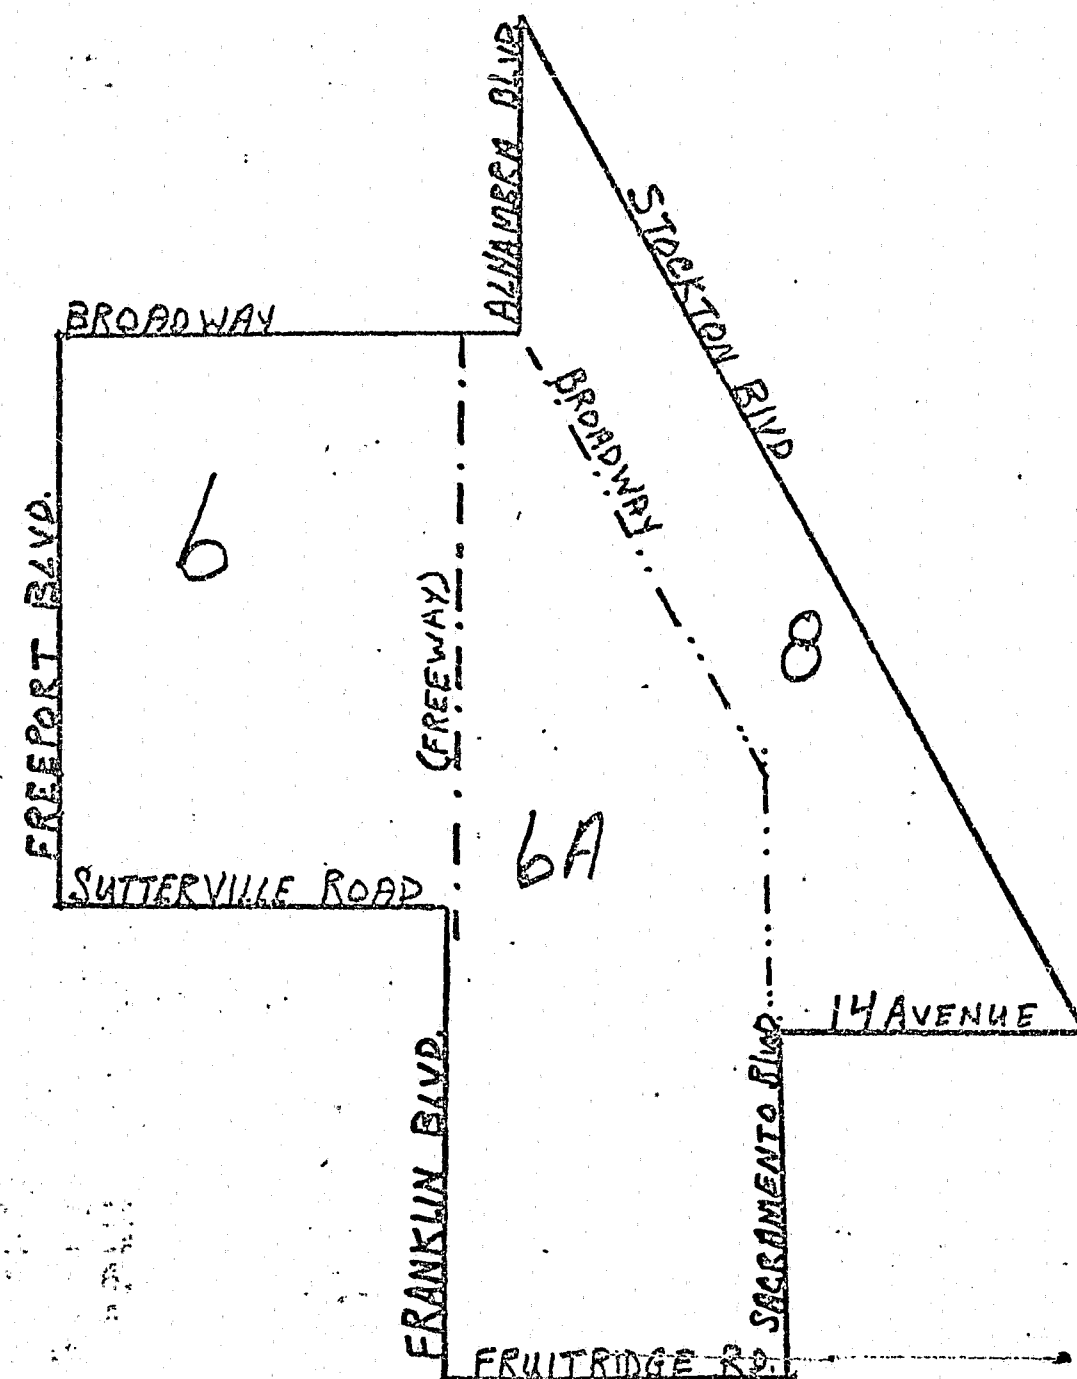 ALHAMBRA BLVD
STOCKTON BLVD
BROADWAY
BROADWAY
6
FREEPORT BLVD.
(FREEWAY)
8
6A
SUTTERVILLE ROAD
14 AVENUE
FRANKLIN BLVD.
SACRAMENTO Blvd.
FRUITRIDGE RD.